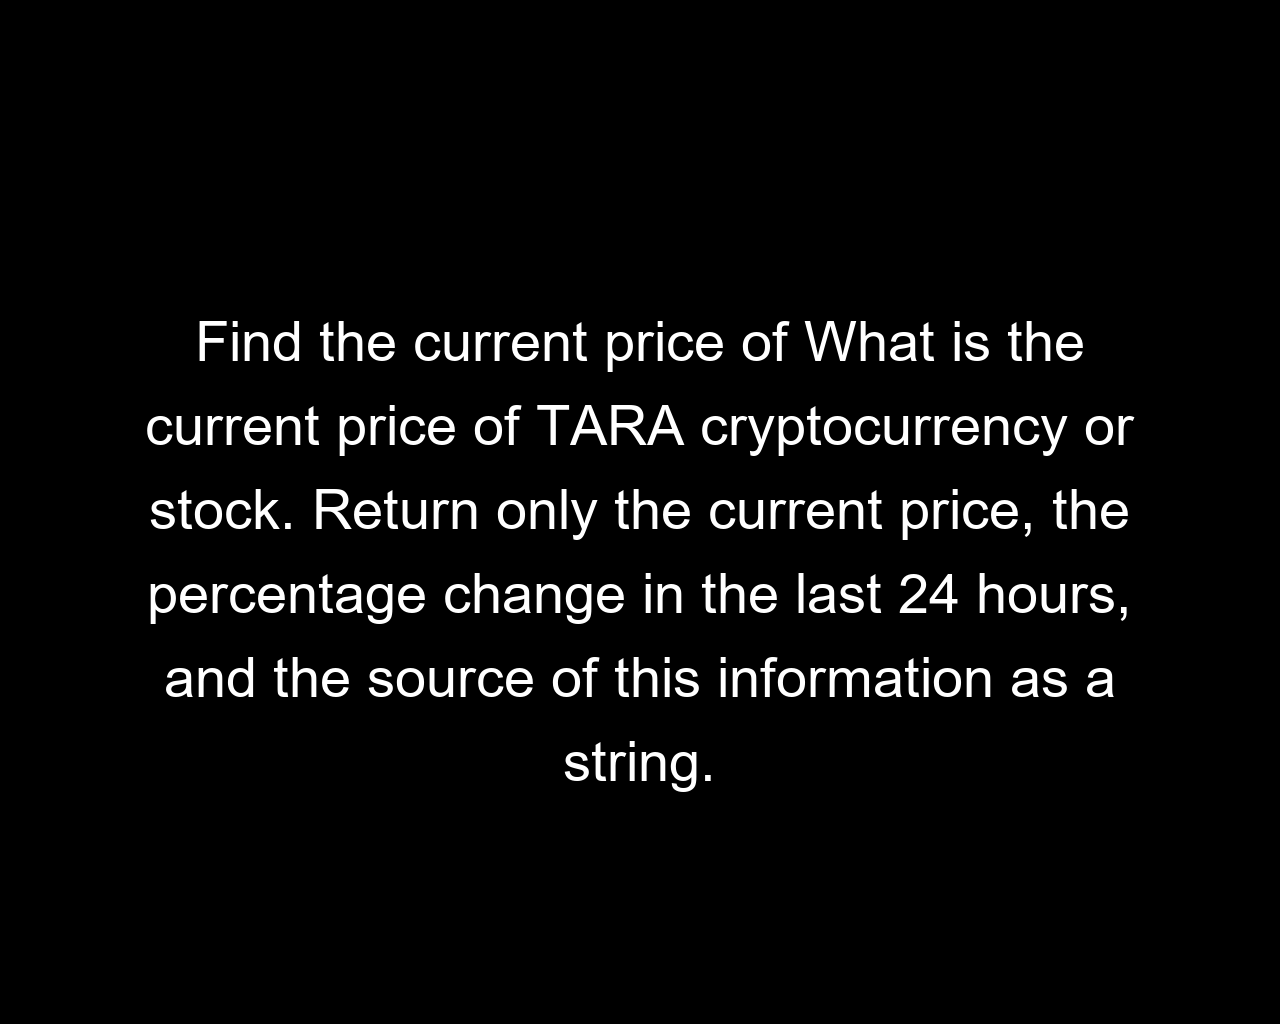 Find the current price of What is the
current price of TARA cryptocurrency or
stock. Return only the current price, the
percentage change in the last 24 hours,
and the source of this information as a
string.